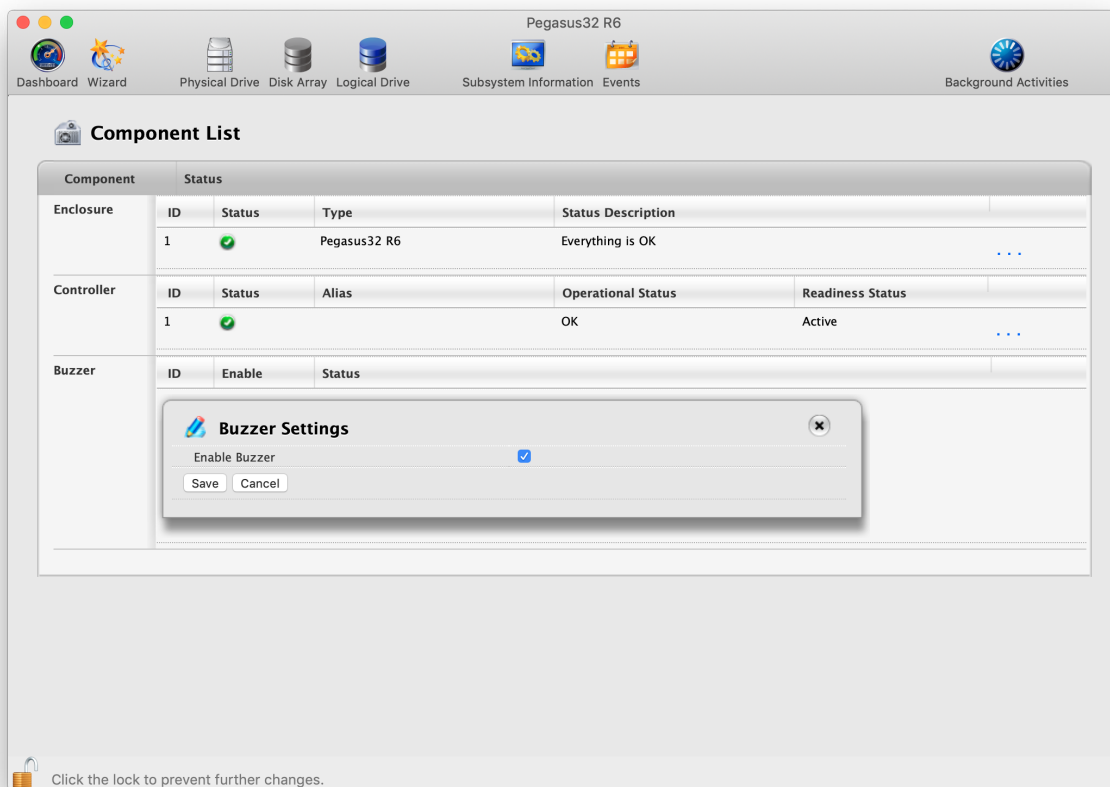 Pegasus32 R6
Dashboard Wizard Physical Drive Disk Array Logical Drive Subsystem Information Events Background Activities
Component List
Component Status
Enclosure ID Status Type Status Description
1 Pegasus32 R6 Everything is OK ...
Controller ID Status Alias Operational Status Readiness Status
1 OK Active ...
Buzzer ID Enable Status
Buzzer Settings
Enable Buzzer
Save Cancel
Click the lock to prevent further changes.